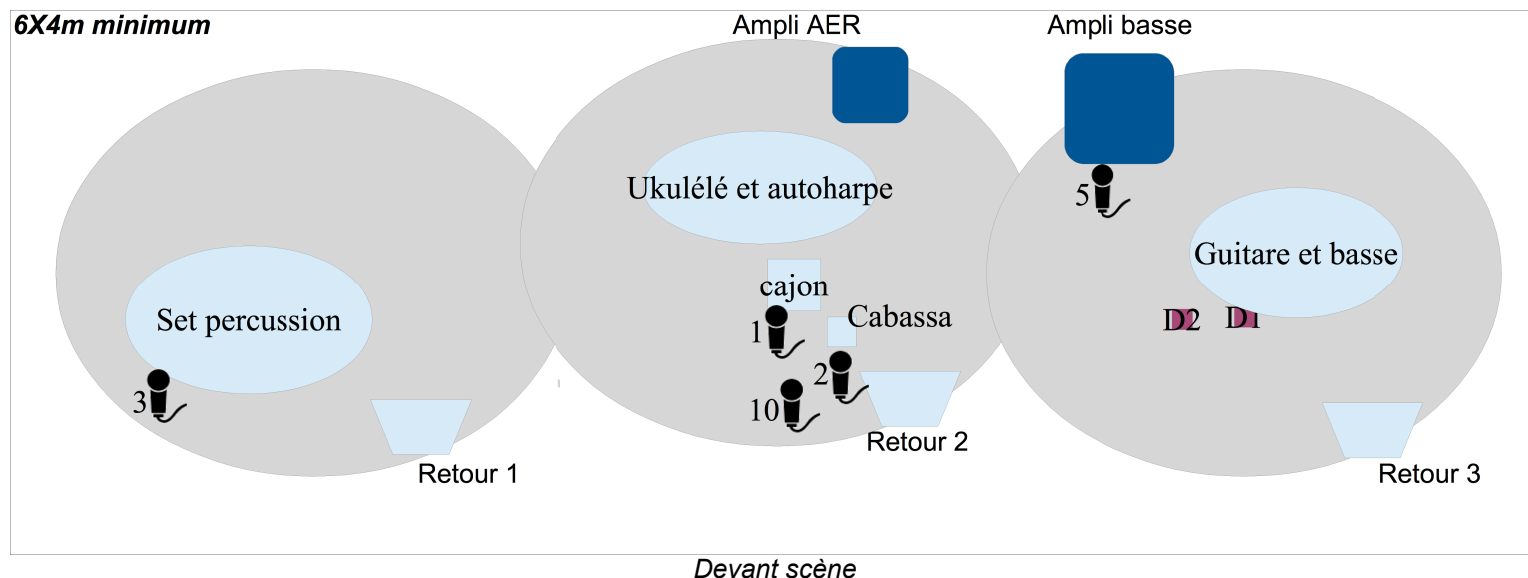 6X4m minimum
Ampli AER
Ampli basse
Ukulélé et autoharpe
5
Guitare et basse
Set percussion
cajon
Cabassa
1
D2
D1
2
3
10
Retour 2
Retour 1
Retour 3
Devant scène